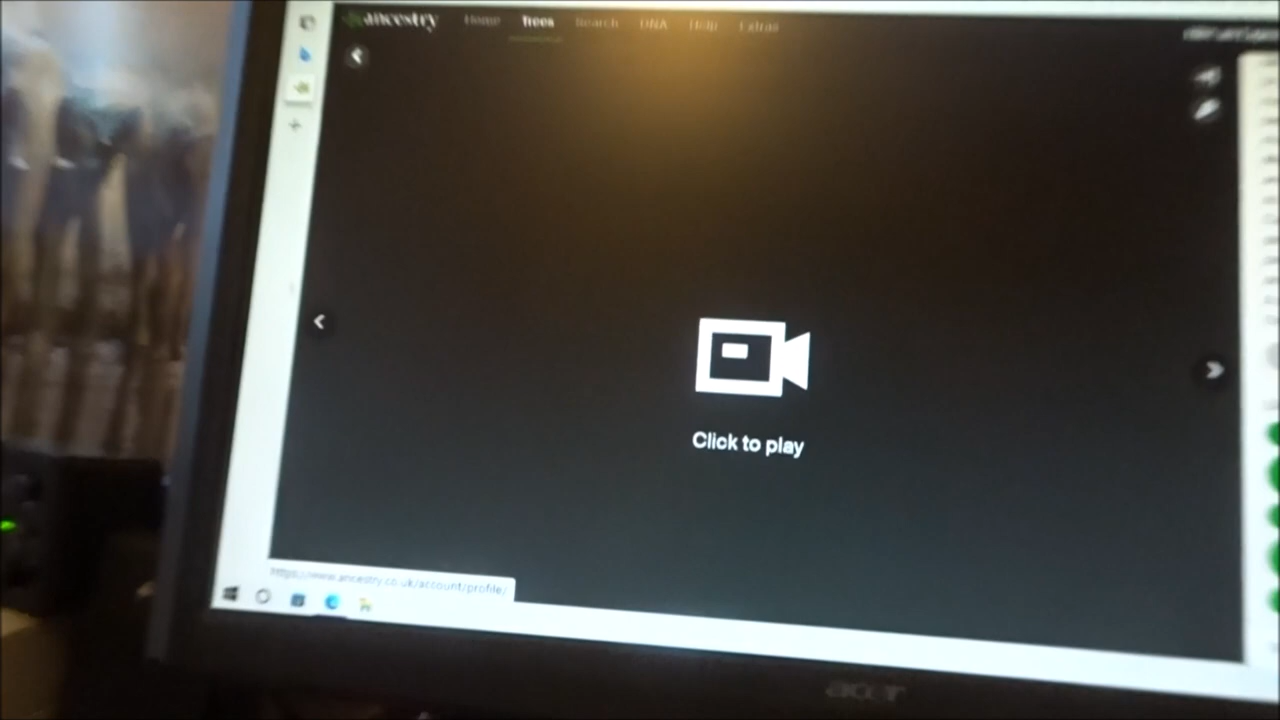 ancestry Home Trees Search DNA Help Extras
Click to play
https://www.ancestry.co.uk/account/profile/
acer